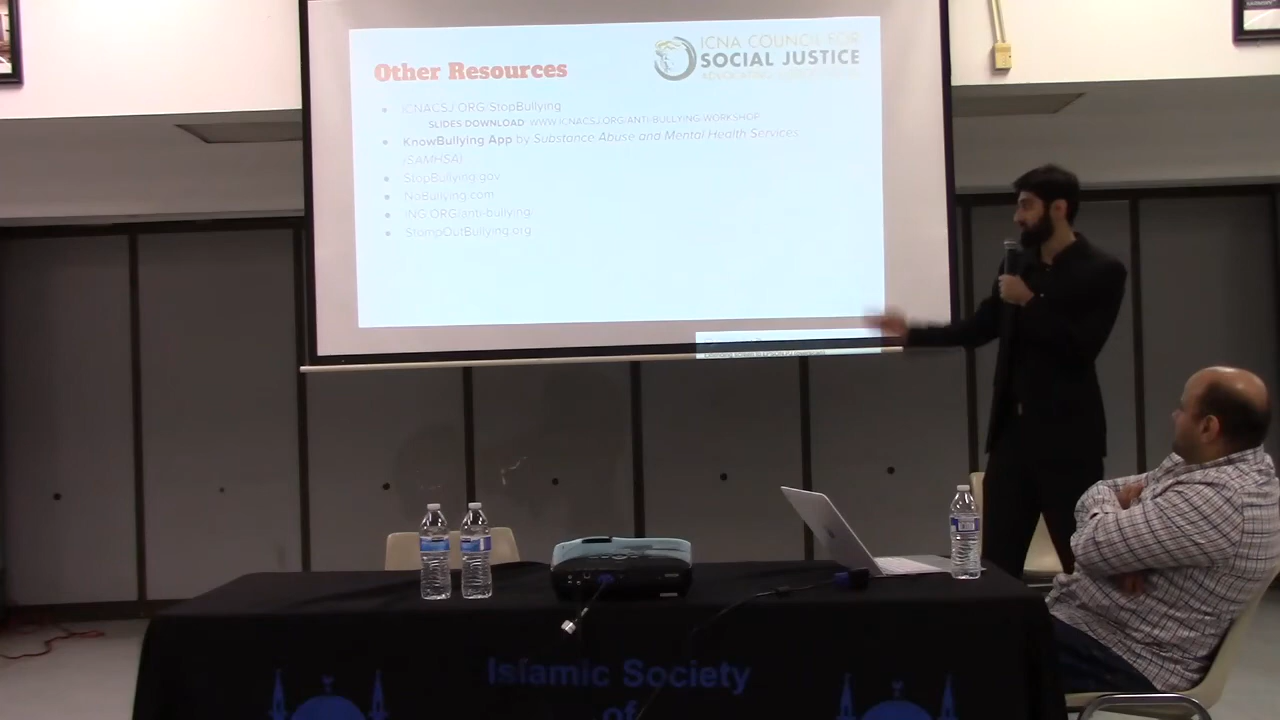 Other Resources
ICNA COUNCIL FOR
SOCIAL JUSTICE
ICNACSJ.ORG/StopBullying
SLIDES DOWNLOAD: WWW.ICNACSJ.ORG/ANTI-BULLYING-WORKSHOP
KnowBullying App by Substance Abuse and Mental Health Services
(SAMHSA)
StopBullying.gov
NoBullying.com
ING.ORG/anti-bullying
StompOutBullying.org
Islamic Society
of